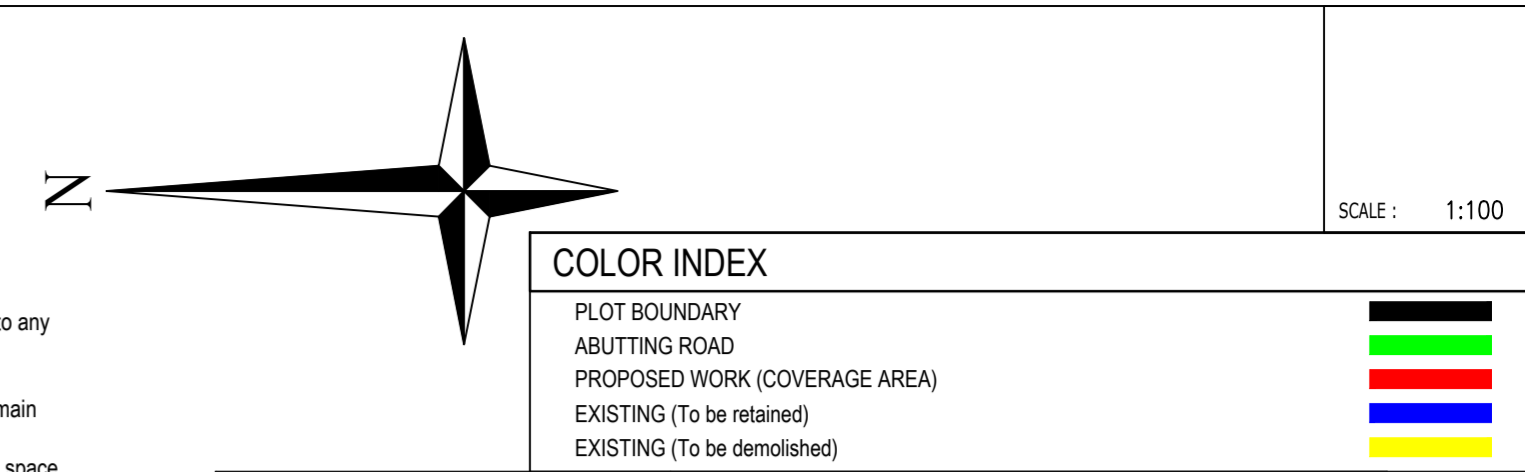 N
SCALE : 1:100
COLOR INDEX
PLOT BOUNDARY
ABUTTING ROAD
PROPOSED WORK (COVERAGE AREA)
EXISTING (To be retained)
EXISTING (To be demolished)
to any
main
space